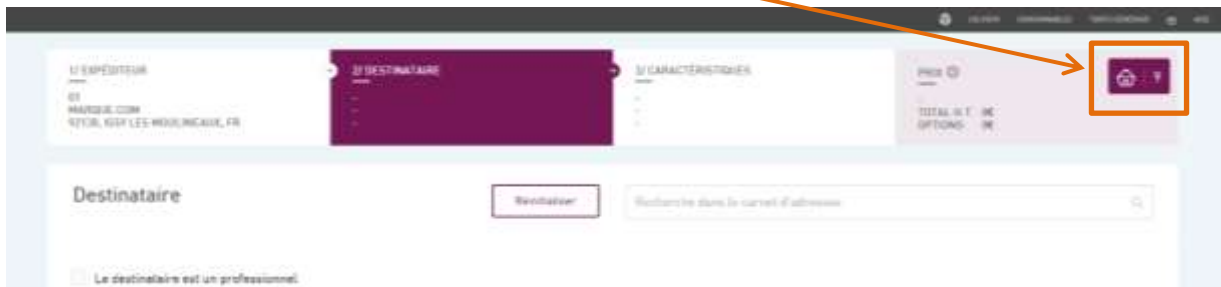 1/ EXPÉDITEUR
MARQUE.COM
ISSY LES MOULINEAUX, FR
2/ DESTINATAIRE
-
-
-
3/ CARACTÉRISTIQUES
-
-
-
PRIX
TOTAL H.T. 0€
OPTIONS 0€
Destinataire
Réinitialiser
Recherche dans le carnet d'adresses
Le destinataire est un professionnel